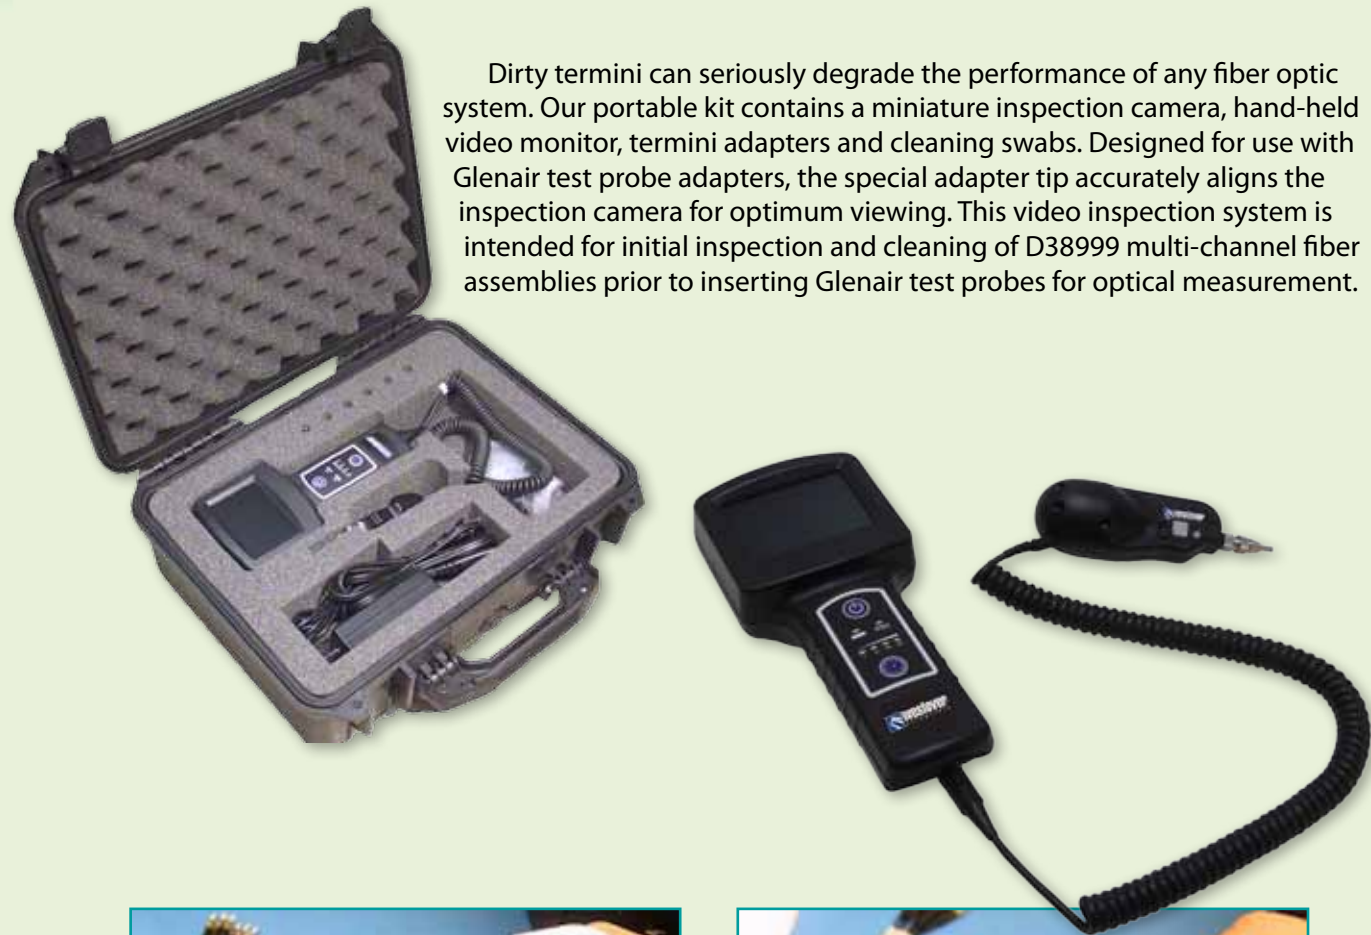 Dirty termini can seriously degrade the performance of any fiber optic
system. Our portable kit contains a miniature inspection camera, hand-held
video monitor, termini adapters and cleaning swabs. Designed for use with
Glenair test probe adapters, the special adapter tip accurately aligns the
inspection camera for optimum viewing. This video inspection system is
intended for initial inspection and cleaning of D38999 multi-channel fiber
assemblies prior to inserting Glenair test probes for optical measurement.
westover